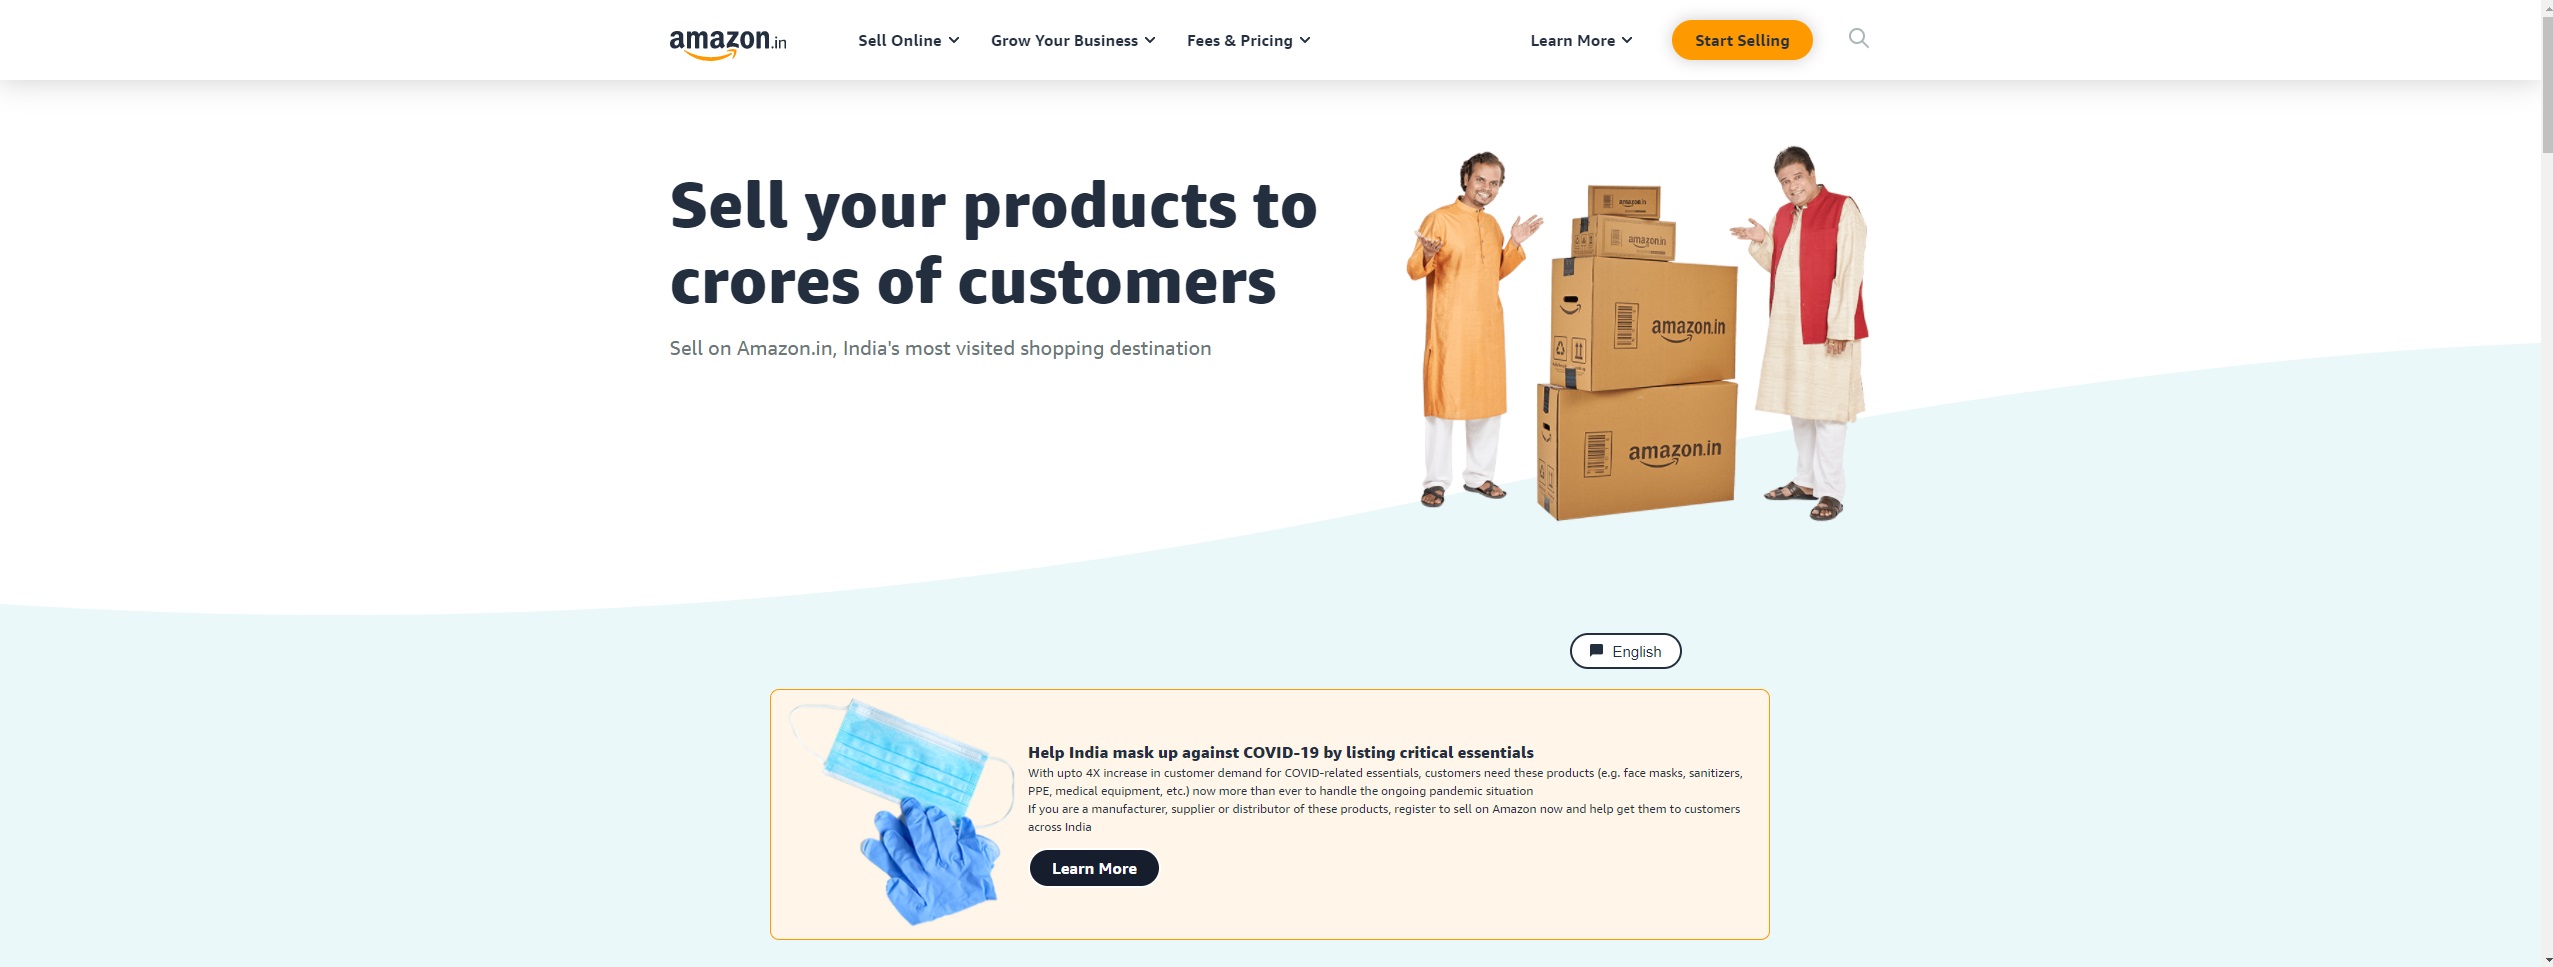 amazon.in
Sell Online
Grow Your Business
Fees & Pricing
Learn More
Start Selling
Sell your products to
crores of customers
Sell on Amazon.in, India's most visited shopping destination
amazon.in
amazon.in
amazon.in
amazon.in
English
Help India mask up against COVID-19 by listing critical essentials
With upto 4X increase in customer demand for COVID-related essentials, customers need these products (e.g. face masks, sanitizers,
PPE, medical equipment, etc.) now more than ever to handle the ongoing pandemic situation
If you are a manufacturer, supplier or distributor of these products, register to sell on Amazon now and help get them to customers
across India
Learn More